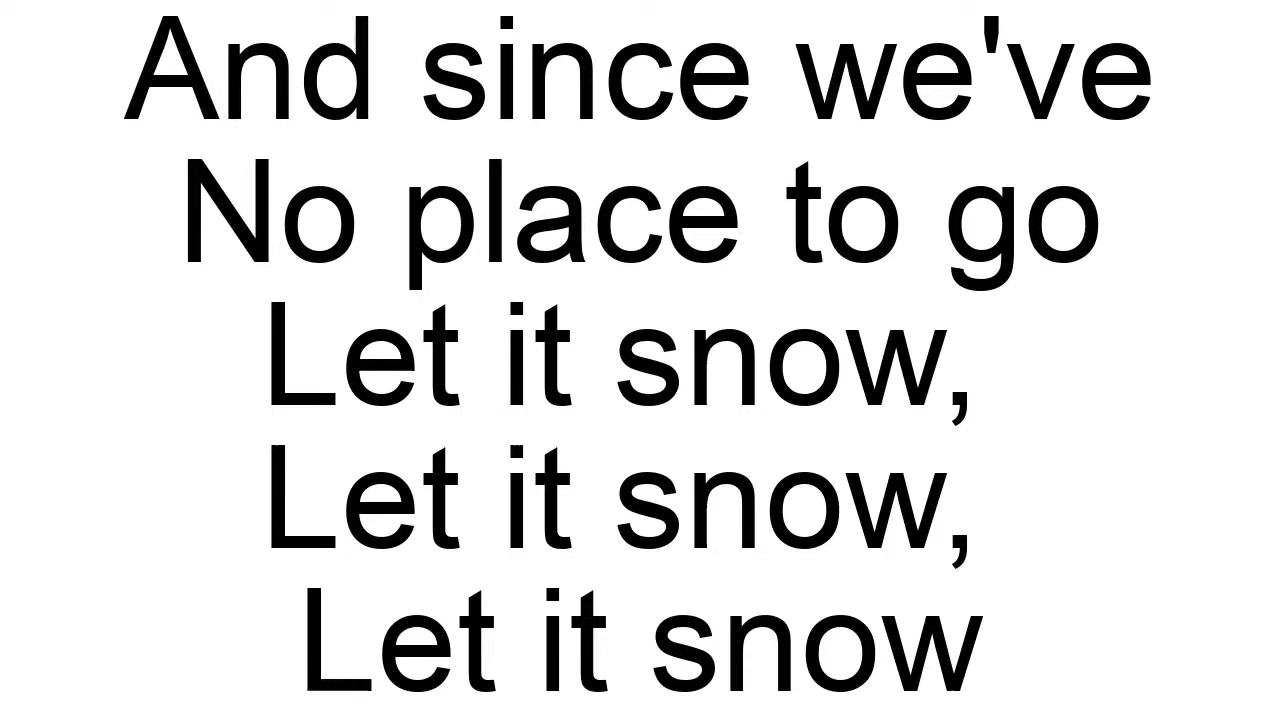 And since we've
No place to go
Let it snow,
Let it snow,
Let it snow